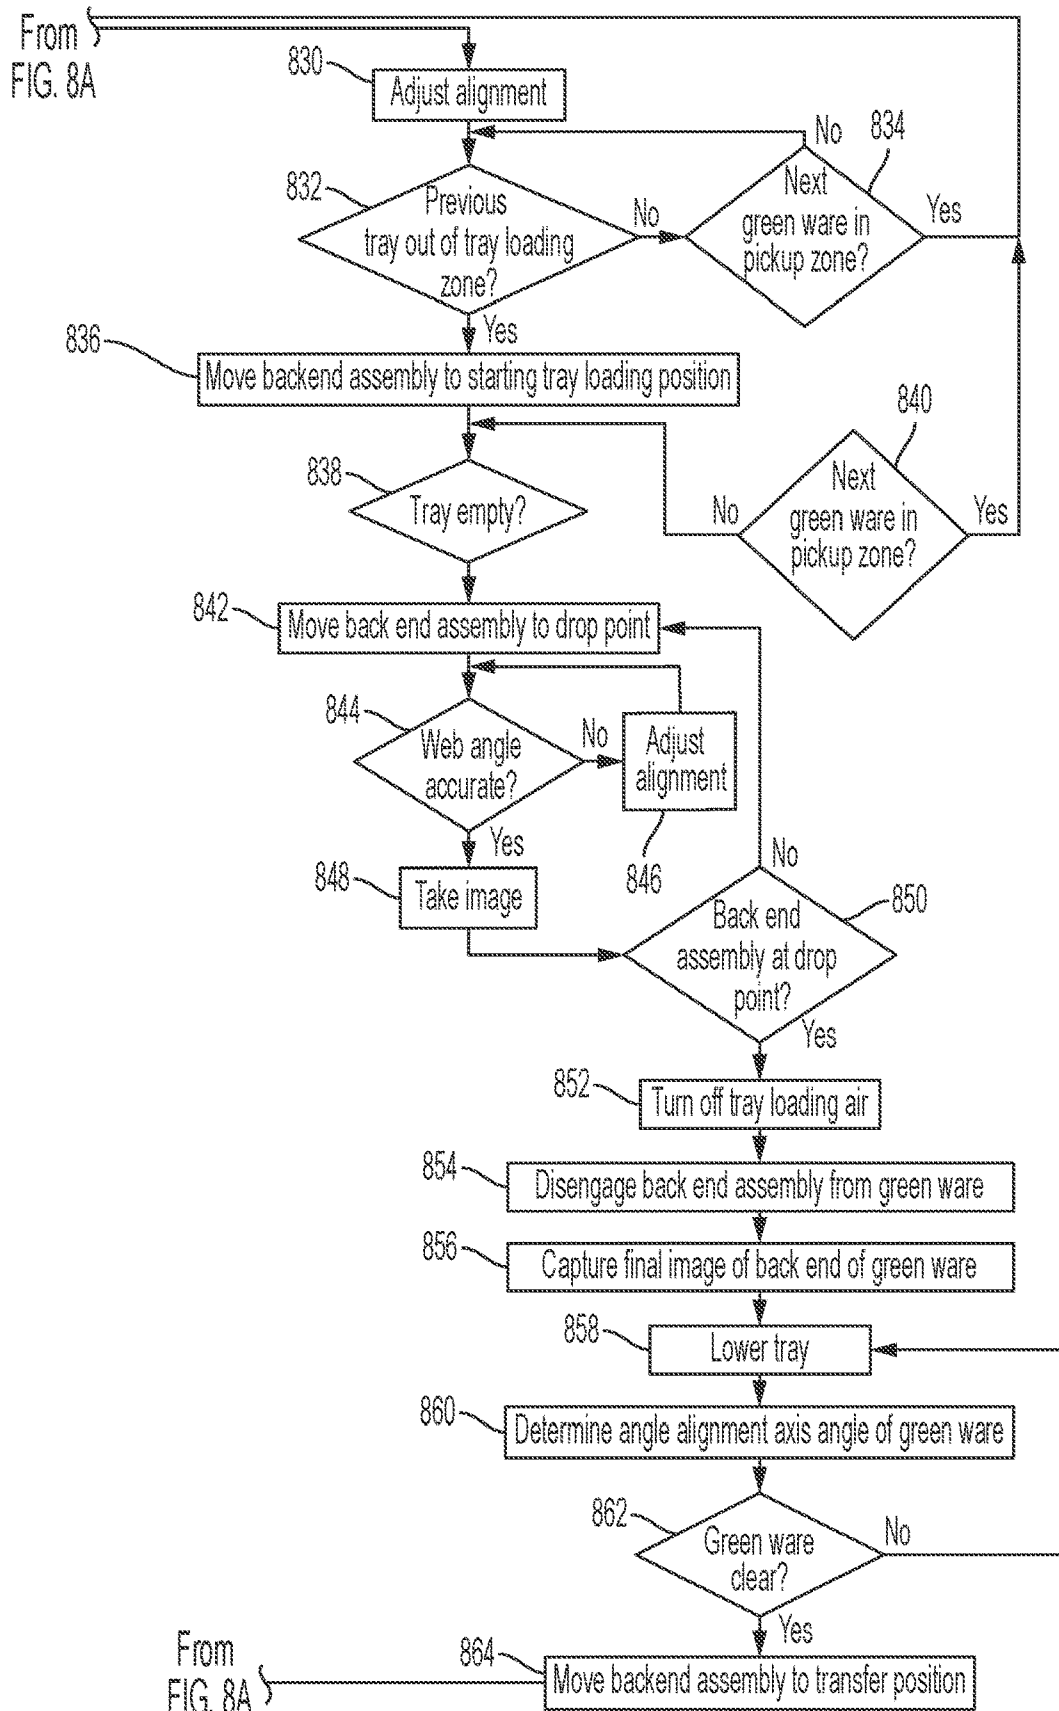 From
FIG. 8A
830
Adjust alignment
No
834
832
Previous
tray out of tray loading
zone?
No
Next
green ware in
pickup zone?
Yes
Yes
836
Move backend assembly to starting tray loading position
840
838
Tray empty?
No
Next
green ware in
pickup zone?
Yes
842
Move back end assembly to drop point
844
Web angle
accurate?
No
Adjust
alignment
846
Yes
848
Take image
No
850
Back end
assembly at drop
point?
Yes
852
Turn off tray loading air
854
Disengage back end assembly from green ware
856
Capture final image of back end of green ware
858
Lower tray
860
Determine angle alignment axis angle of green ware
862
Green ware
clear?
No
Yes
From
FIG. 8A
864
Move backend assembly to transfer position